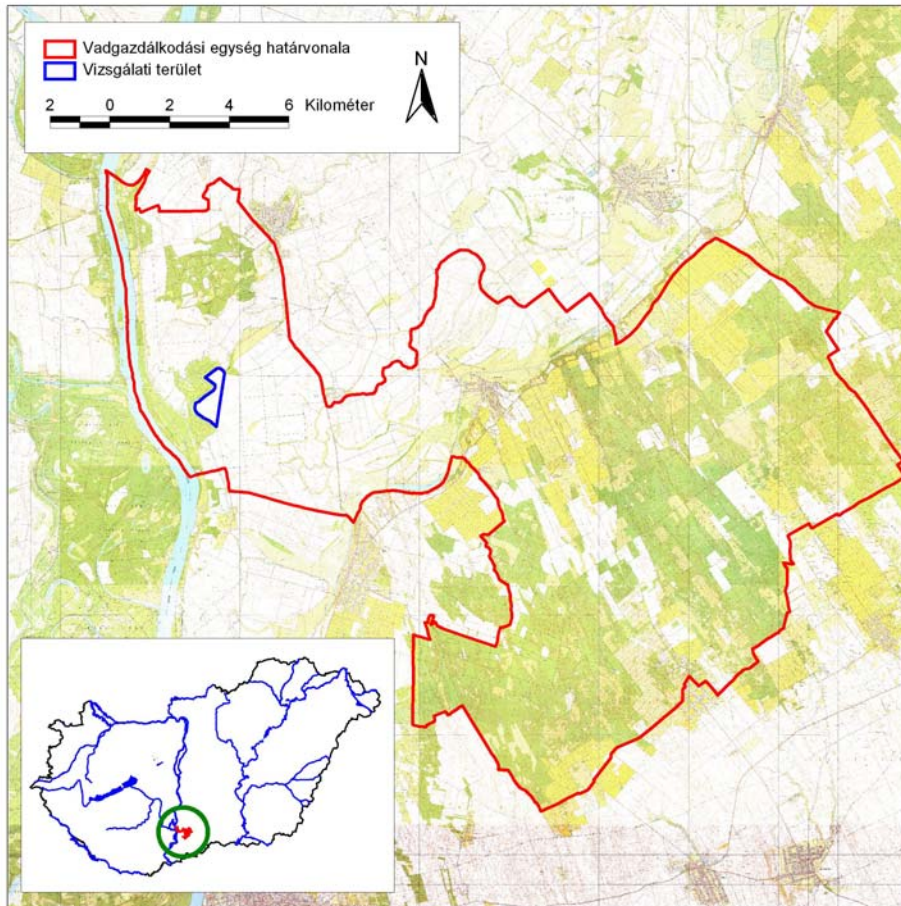 Vadgazdálkodási egység határvonala
Vizsgálati terület
2 0 2 4 6 Kilométer
N